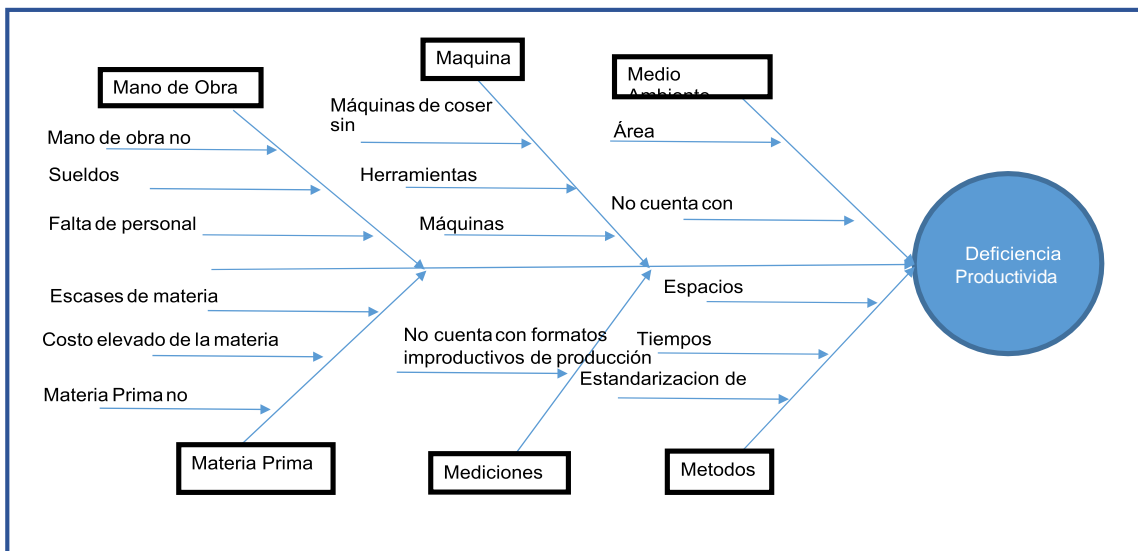 Maquina
Medio
Ambiente
Mano de Obra
Máquinas de coser
sin
Área
Mano de obra no
Sueldos
Herramientas
No cuenta con
Falta de personal
Máquinas
Deficiencia
Productivida
Escases de materia
Espacios
Costo elevado de la materia
No cuenta con formatos
improductivos de producción
Tiempos
Estandarizacion de
Materia Prima no
Materia Prima
Mediciones
Metodos